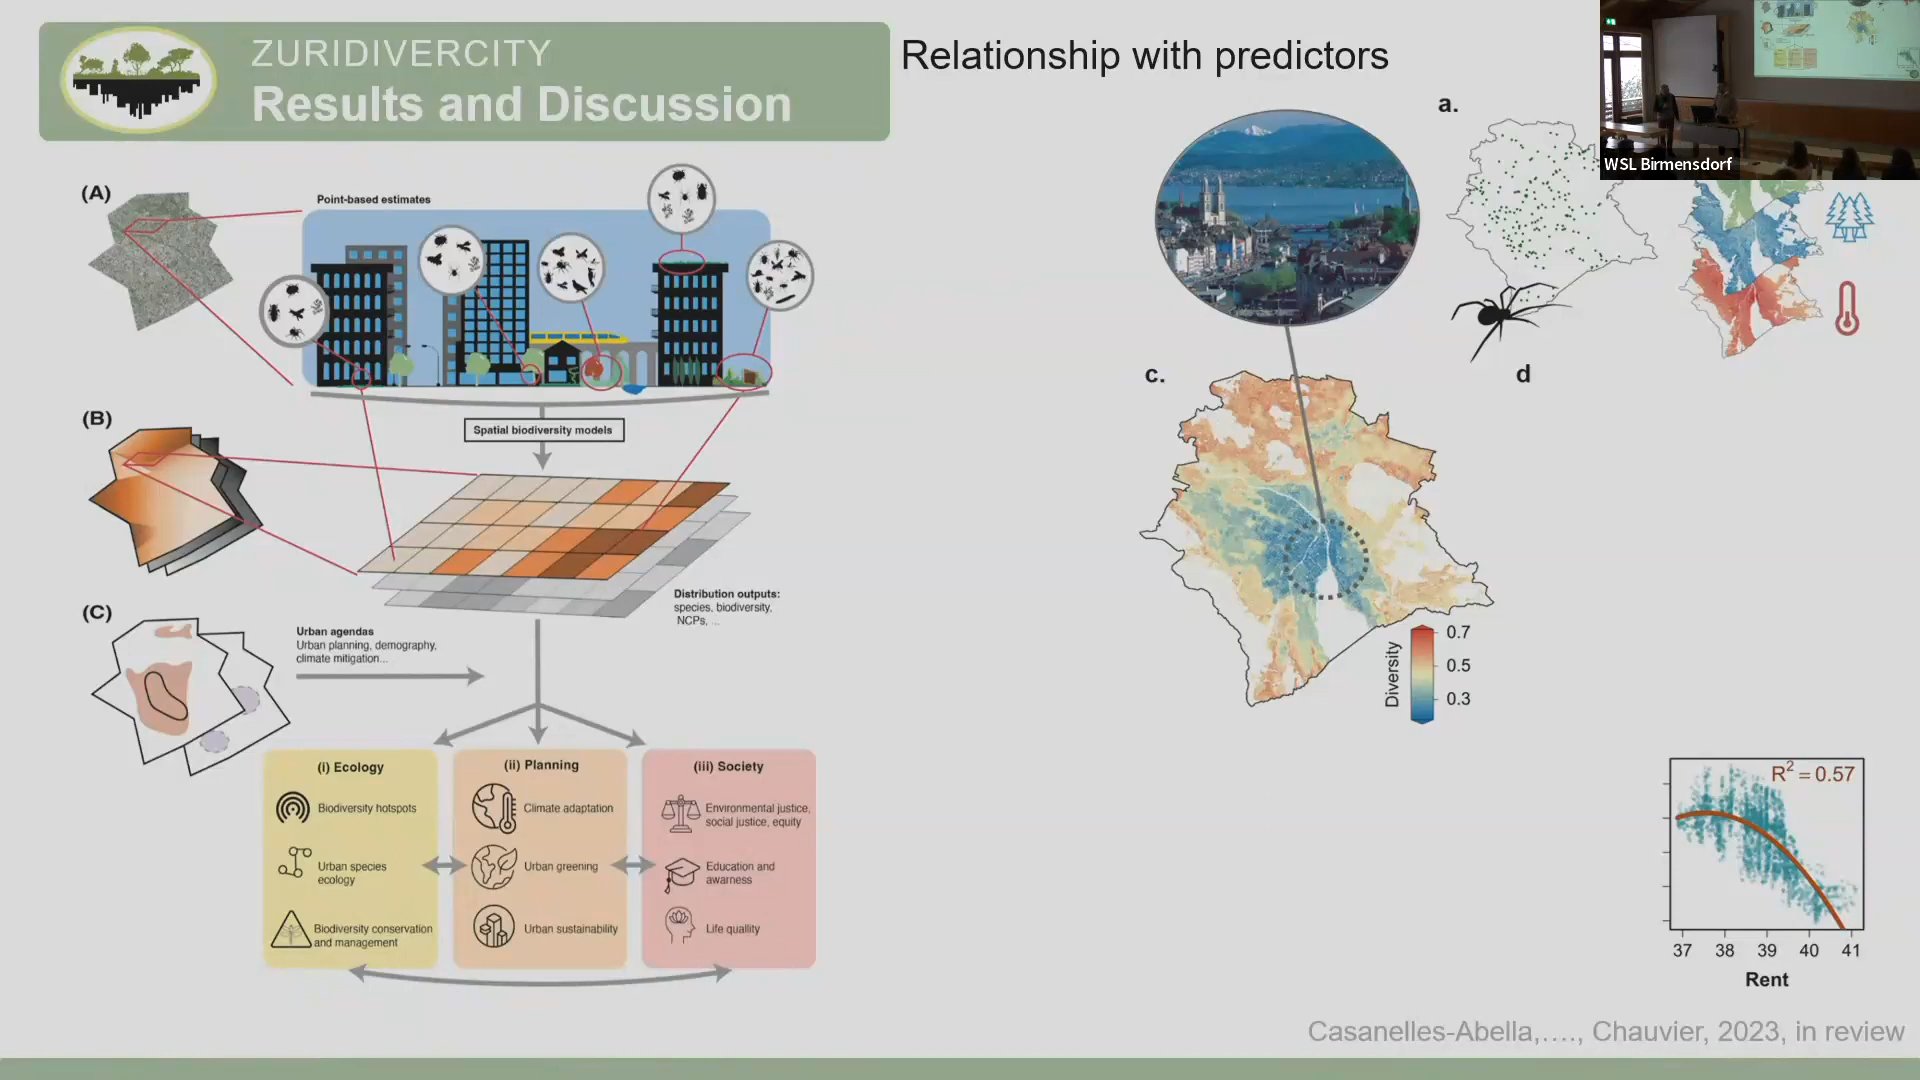 ZURIDIVERCITY
Results and Discussion
Relationship with predictors
WSL Birmensdorf
(A)
Point-based estimates
(B)
Spatial biodiversity models
Distribution outputs:
species, biodiversity,
NCPs, ...
(C)
Urban agendas
Urban planning, demography,
climate mitigation...
(i) Ecology
Biodiversity hotspots
Urban species
ecology
Biodiversity conservation
and management
(ii) Planning
Climate adaptation
Urban greening
Urban sustainability
(iii) Society
Environmental justice,
social justice, equity
Education and
awarness
Life quallity
a.
c.
d
Diversity
0.7
0.5
0.3
R² = 0.57
37 38 39 40 41
Rent
Casanelles-Abella,...., Chauvier, 2023, in review